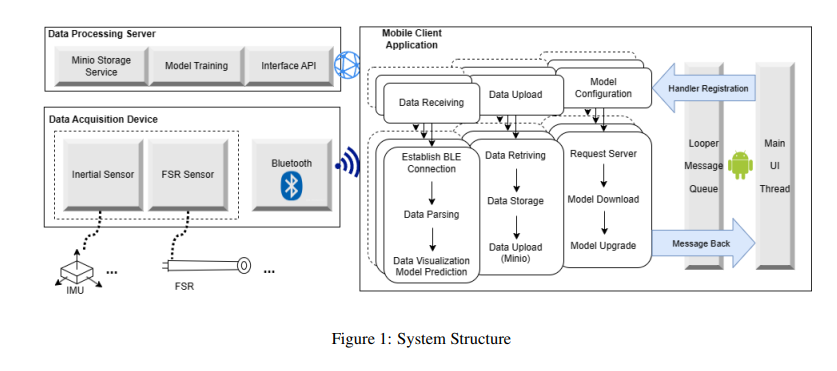 Data Processing Server
Minio Storage
Service
Model Training
Interface API
Data Acquisition Device
Inertial Sensor
FSR Sensor
Bluetooth
IMU
...
FSR
...
Mobile Client
Application
Data Receiving
Data Upload
Model
Configuration
Establish BLE
Connection
Data Parsing
Data Visualization
Model Prediction
Data Retriving
Data Storage
Data Upload
(Minio)
Request Server
Model Download
Model Upgrade
Handler Registration
Looper
Message
Queue
Main
UI
Thread
Message Back
Figure 1: System Structure